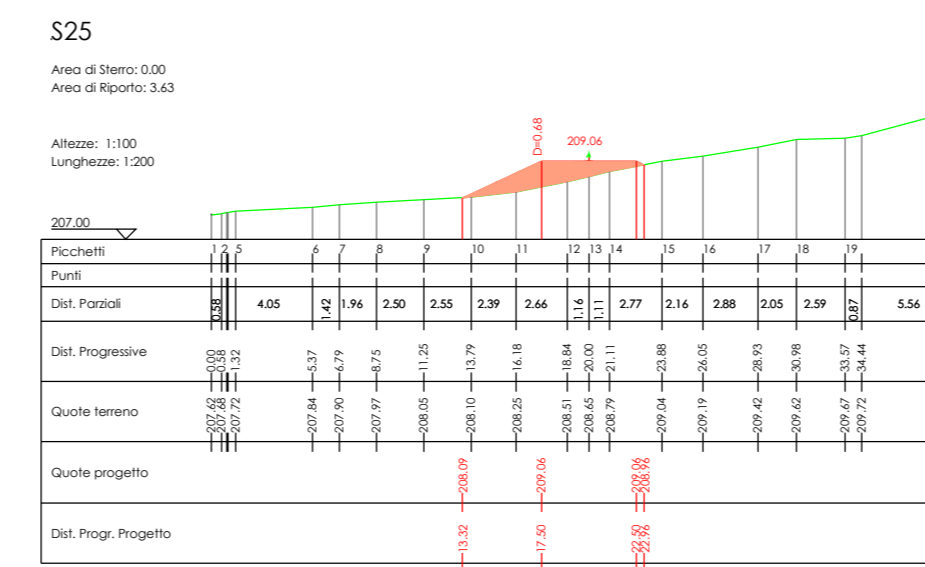 S25
Area di Sterro: 0.00
Area di Riporto: 3.63
Altezze: 1:100
Lunghezze: 1:200
D=0.68
209.06
207.00
Picchetti 1 2 5 6 7 8 9 10 11 12 13 14 15 16 17 18 19
Punti
Dist. Parziali 0.58 4.05 1.42 1.96 2.50 2.55 2.39 2.66 1.16 1.11 2.77 2.16 2.88 2.05 2.59 0.87 5.56
Dist. Progressive 0.00 0.58 1.32 5.37 6.79 8.75 11.25 13.79 16.18 18.84 20.00 21.11 23.88 26.05 28.93 30.98 33.57 34.44
Quote terreno 207.62 207.68 207.72 207.84 207.90 207.97 208.05 208.10 208.25 208.51 208.65 208.79 209.04 209.19 209.42 209.62 209.67 209.72
Quote progetto 208.09 209.06 209.06 208.96
Dist. Progr. Progetto 13.32 17.50 22.50 22.96